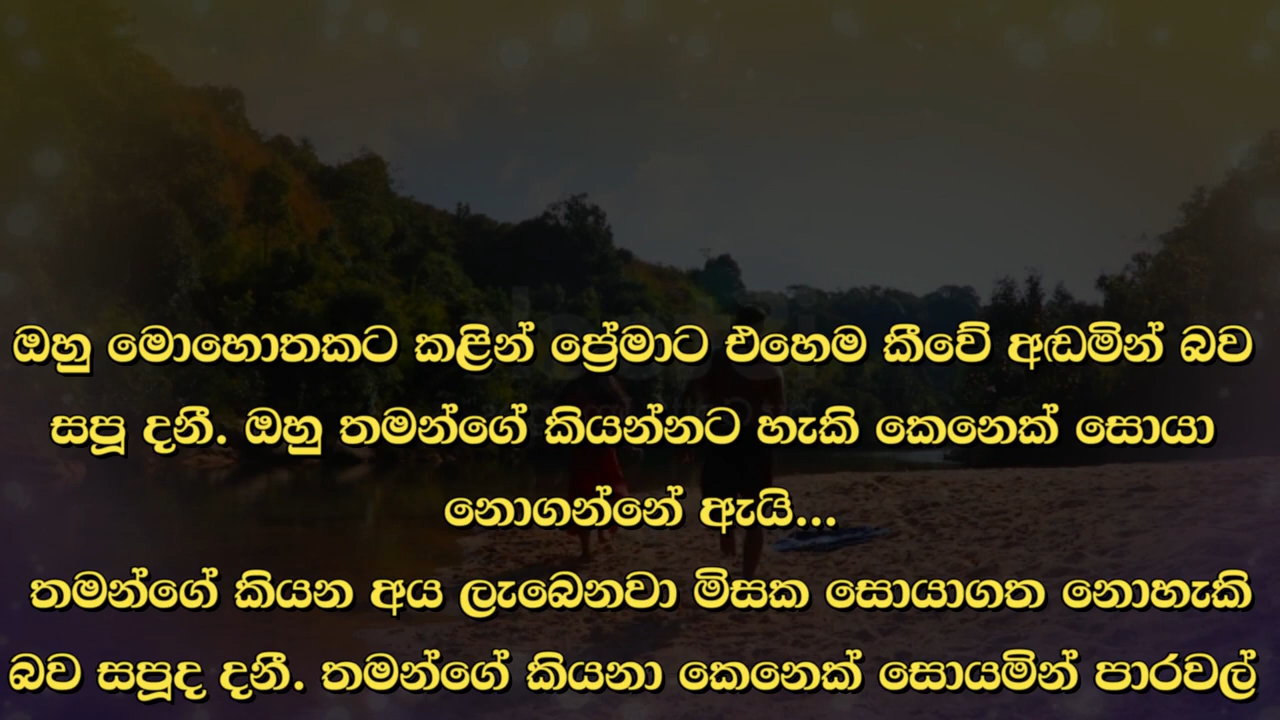 ඔහු මොහොතකට කළින් ප්‍රේමාට එහෙම කීවේ අඬමින් බව
සපූ දනී. ඔහු තමන්ගේ කියන්නට හැකි කෙනෙක් සොයා
නොගන්නේ ඇයි...
තමන්ගේ කියන අය ලැබෙනවා මිසක සොයාගත නොහැකි
බව සපූද දනී. තමන්ගේ කියනා කෙනෙක් සොයමින් පාරවල්